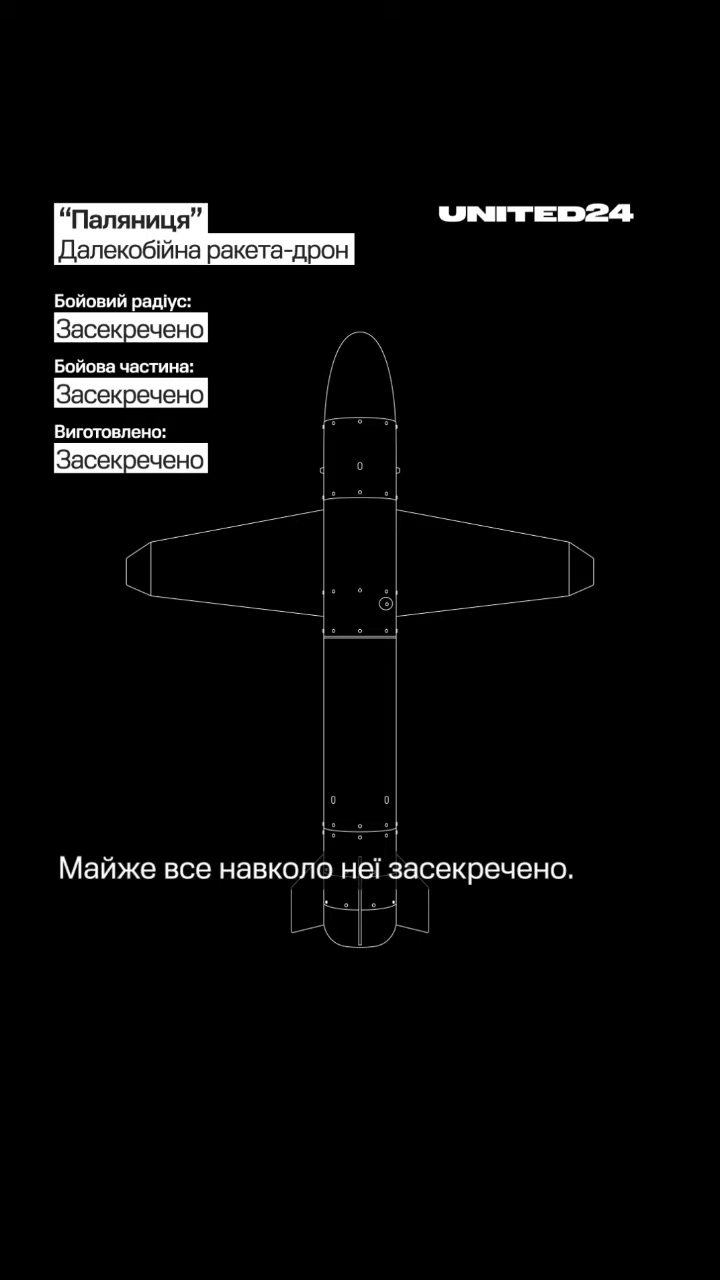 “Паляниця”
Далекобійна ракета-дрон
UNITED24
Бойовий радіус:
Засекречено
Бойова частина:
Засекречено
Виготовлено:
Засекречено
Майже все навколо неї засекречено.